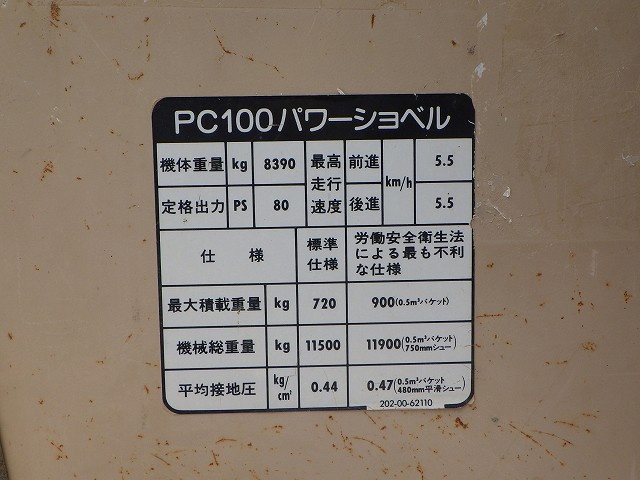 PC100パワーショベル
機体重量 kg 8390 最高走行速度 前進 km/h 5.5
定格出力 PS 80 後進 5.5
仕様 標準仕様 労働安全衛生法による最も不利な仕様
最大積載重量 kg 720 900(0.5m³バケット)
機械総重量 kg 11500 11900(0.5m³バケット 750mmシュー)
平均接地圧 kg/cm² 0.44 0.47(0.5m³バケット 480mm平滑シュー)
202-00-62110